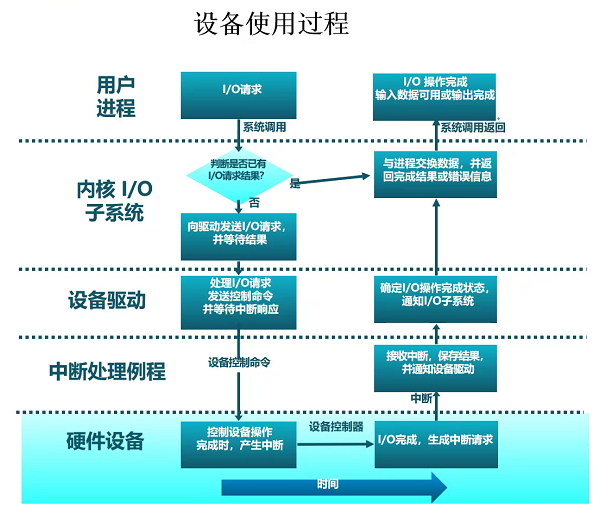 设备使用过程
用户
进程
I/O请求
I/O 操作完成
输入数据可用或输出完成
系统调用
系统调用返回
内核 I/O
子系统
判断是否已有
I/O请求结果?
是
否
与进程交换数据，并返
回完成结果或错误信息
向驱动发送I/O请求，
并等待结果
设备驱动
处理I/O请求
发送控制命令
并等待中断响应
确定I/O操作完成状态，
通知I/O子系统
中断处理例程
设备控制命令
接收中断，保存结果，
并通知设备驱动
中断
硬件设备
控制设备操作
完成时，产生中断
设备控制器
I/O完成，生成中断请求
时间